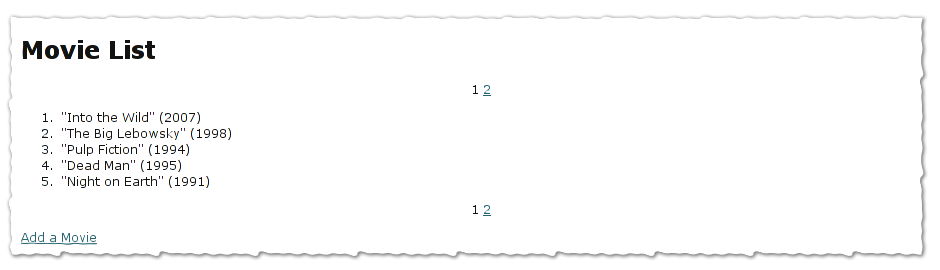 Movie List
1 2
1. "Into the Wild" (2007)
2. "The Big Lebowsky" (1998)
3. "Pulp Fiction" (1994)
4. "Dead Man" (1995)
5. "Night on Earth" (1991)
1 2
Add a Movie